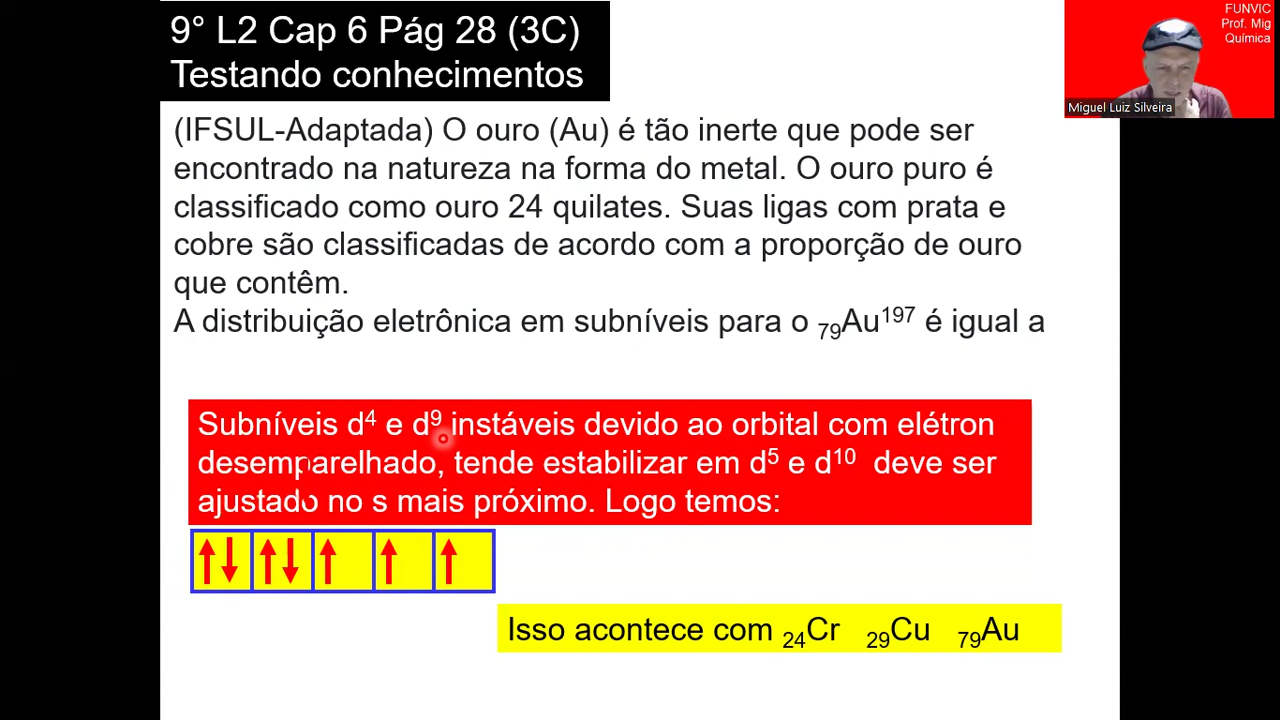 9° L2 Cap 6 Pág 28 (3C)
Testando conhecimentos
FUNVIC
Prof. Mig
Química
Miguel Luiz Silveira
(IFSUL-Adaptada) O ouro (Au) é tão inerte que pode ser
encontrado na natureza na forma do metal. O ouro puro é
classificado como ouro 24 quilates. Suas ligas com prata e
cobre são classificadas de acordo com a proporção de ouro
que contêm.
A distribuição eletrônica em subníveis para o ₇₉Au¹⁹⁷ é igual a
Subníveis d⁴ e d⁹ instáveis devido ao orbital com elétron
desemparelhado, tende estabilizar em d⁵ e d¹⁰ deve ser
ajustado no s mais próximo. Logo temos:
Isso acontece com ₂₄Cr ₂₉Cu ₇₉Au